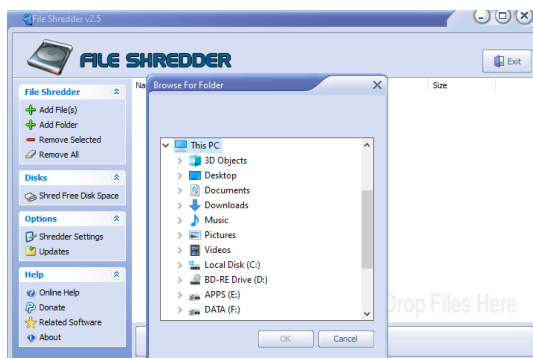 File Shredder v2.5
FILE SHREDDER
Exit
File Shredder
Add File(s)
Add Folder
Remove Selected
Remove All
Disks
Shred Free Disk Space
Options
Shredder Settings
Updates
Help
Online Help
Donate
Related Software
About
Na
Size
Browse For Folder
This PC
3D Objects
Desktop
Documents
Downloads
Music
Pictures
Videos
Local Disk (C:)
BD-RE Drive (D:)
APPS (E:)
DATA (F:)
OK
Cancel
Drop Files Here